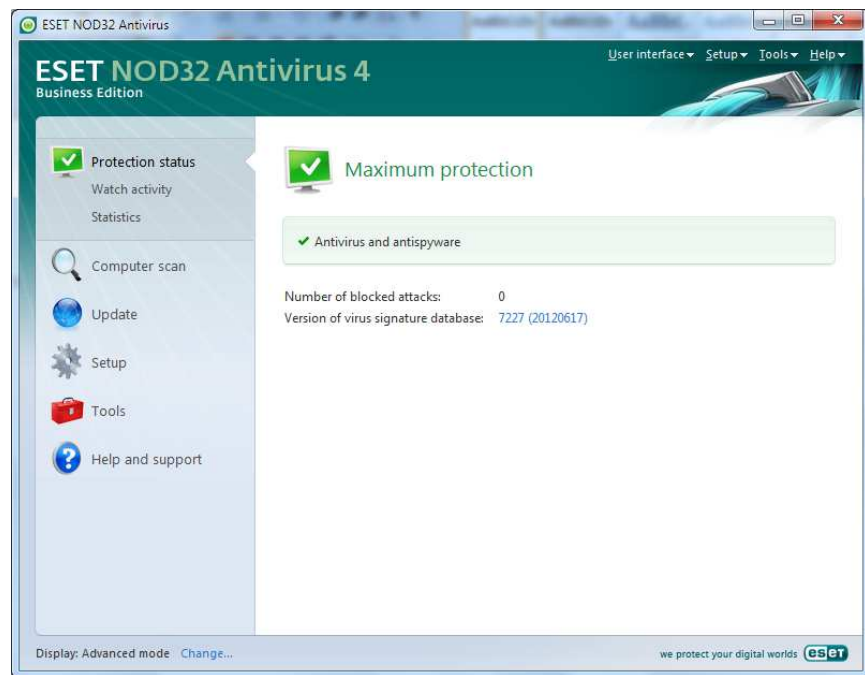 ESET NOD32 Antivirus
User interface Setup Tools Help
ESET NOD32 Antivirus 4
Business Edition
Protection status
Watch activity
Statistics
Computer scan
Update
Setup
Tools
Help and support
Maximum protection
Antivirus and antispyware
Number of blocked attacks: 0
Version of virus signature database: 7227 (20120617)
Display: Advanced mode Change...
we protect your digital worlds eset